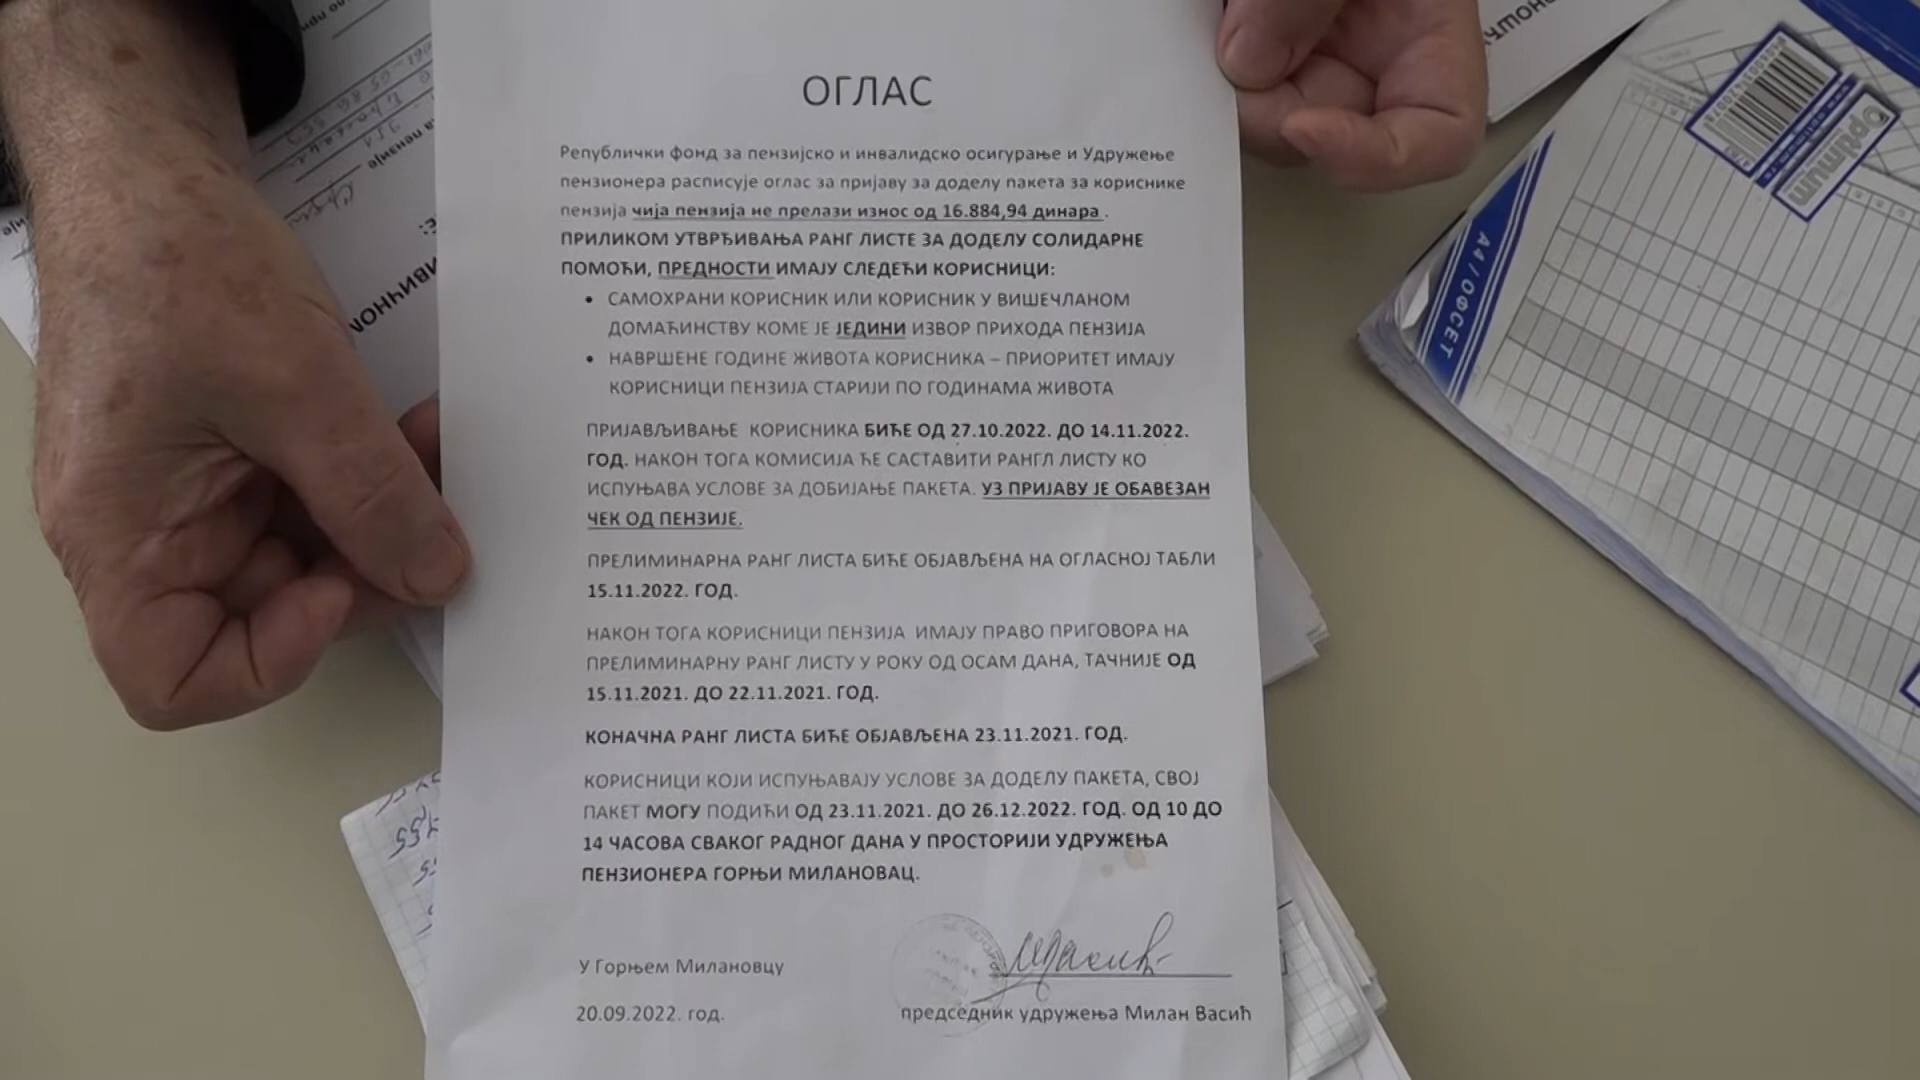 ОГЛАС
Републички фонд за пензијско и инвалидско осигурање и Удружење
пензионера расписује оглас за пријаву за доделу пакета за кориснике
пензија чија пензија не прелази износ од 16.884,94 динара .
ПРИЛИКОМ УТВРЂИВАЊА РАНГ ЛИСТЕ ЗА ДОДЕЛУ СОЛИДАРНЕ
ПОМОЋИ, ПРЕДНОСТИ ИМАЈУ СЛЕДЕЋИ КОРИСНИЦИ:
• САМОХРАНИ КОРИСНИК ИЛИ КОРИСНИК У ВИШЕЧЛАНОМ
ДОМАЋИНСТВУ КОМЕ ЈЕ ЈЕДИНИ ИЗВОР ПРИХОДА ПЕНЗИЈА
• НАВРШЕНЕ ГОДИНЕ ЖИВОТА КОРИСНИКА – ПРИОРИТЕТ ИМАЈУ
КОРИСНИЦИ ПЕНЗИЈА СТАРИЈИ ПО ГОДИНАМА ЖИВОТА
ПРИЈАВЉИВАЊЕ КОРИСНИКА БИЋЕ ОД 27.10.2022. ДО 14.11.2022.
ГОД. НАКОН ТОГА КОМИСИЈА ЋЕ САСТАВИТИ РАНГЛ ЛИСТУ КО
ИСПУЊАВА УСЛОВЕ ЗА ДОБИЈАЊЕ ПАКЕТА. УЗ ПРИЈАВУ ЈЕ ОБАВЕЗАН
ЧЕК ОД ПЕНЗИЈЕ.
ПРЕЛИМИНАРНА РАНГ ЛИСТА БИЋЕ ОБЈАВЉЕНА НА ОГЛАСНОЈ ТАБЛИ
15.11.2022. ГОД.
НАКОН ТОГА КОРИСНИЦИ ПЕНЗИЈА ИМАЈУ ПРАВО ПРИГОВОРА НА
ПРЕЛИМИНАРНУ РАНГ ЛИСТУ У РОКУ ОД ОСАМ ДАНА, ТАЧНИЈЕ ОД
15.11.2021. ДО 22.11.2021. ГОД.
КОНАЧНА РАНГ ЛИСТА БИЋЕ ОБЈАВЉЕНА 23.11.2021. ГОД.
КОРИСНИЦИ КОЈИ ИСПУЊАВАЈУ УСЛОВЕ ЗА ДОДЕЛУ ПАКЕТА, СВОЈ
ПАКЕТ МОГУ ПОДИЋИ ОД 23.11.2021. ДО 26.12.2022. ГОД. ОД 10 ДО
14 ЧАСОВА СВАКОГ РАДНОГ ДАНА У ПРОСТОРИЈИ УДРУЖЕЊА
ПЕНЗИОНЕРА ГОРЊИ МИЛАНОВАЦ.
У Горњем Милановцу
20.09.2022. год.
председник удружења Милан Васић
Optimum
А4/ОФСЕТ